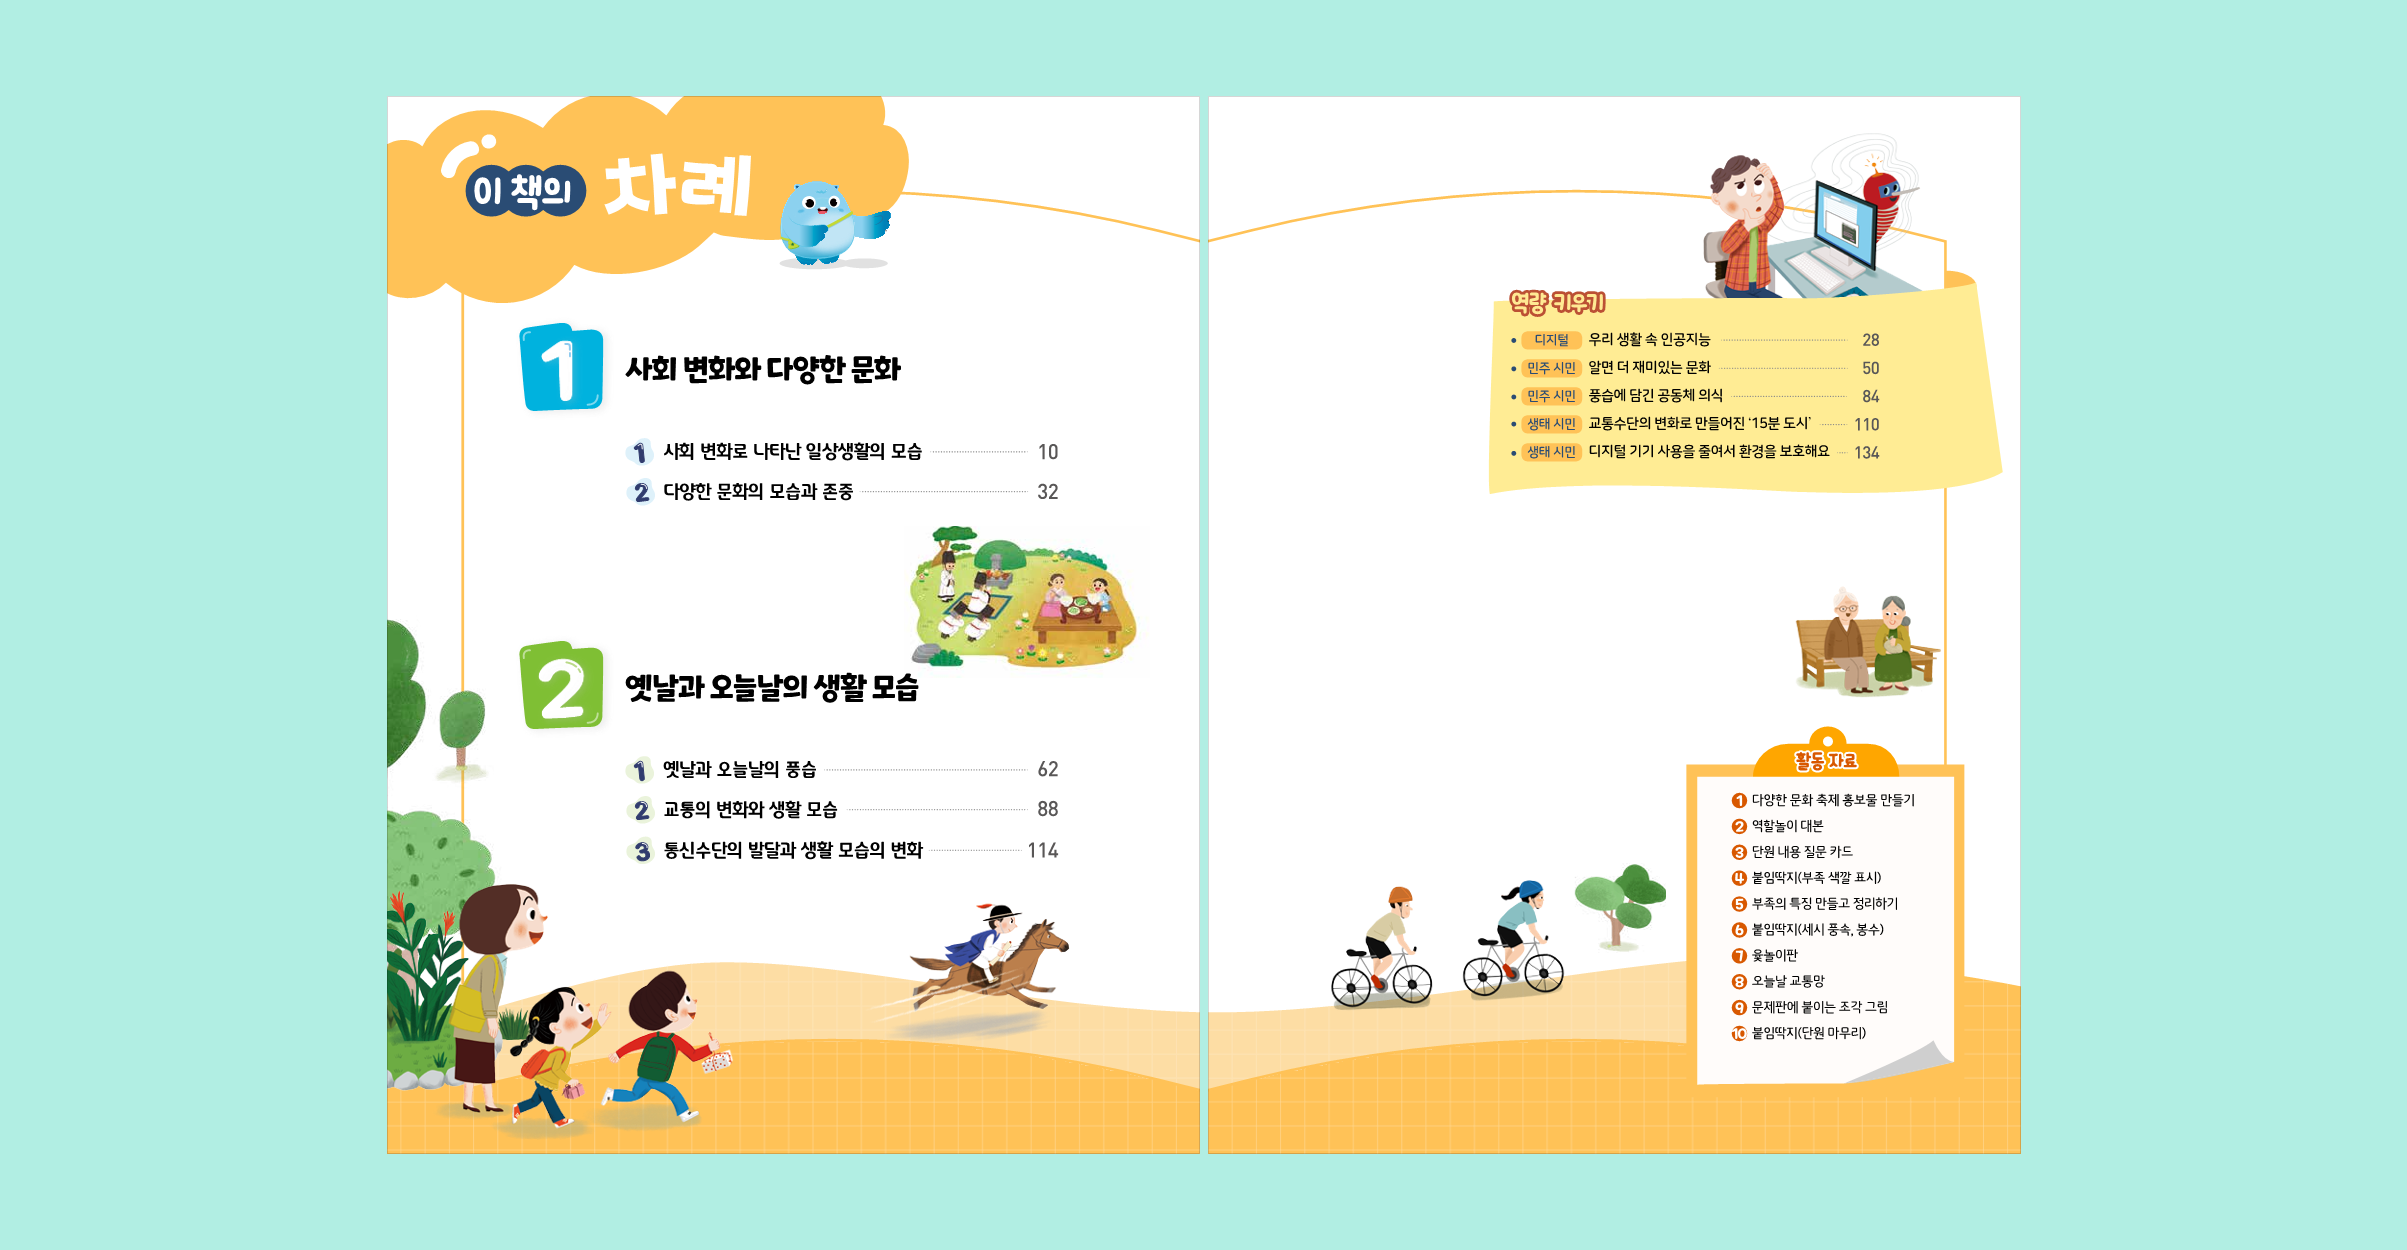 이 책의 차례
1 사회 변화와 다양한 문화
1 사회 변화로 나타난 일상생활의 모습 10
2 다양한 문화의 모습과 존중 32
2 옛날과 오늘날의 생활 모습
1 옛날과 오늘날의 풍습 62
2 교통의 변화와 생활 모습 88
3 통신수단의 발달과 생활 모습의 변화 114
역량 키우기
• 디지털 우리 생활 속 인공지능 28
• 민주 시민 알면 더 재미있는 문화 50
• 민주 시민 풍습에 담긴 공동체 의식 84
• 생태 시민 교통수단의 변화로 만들어진 ‘15분 도시’ 110
• 생태 시민 디지털 기기 사용을 줄여서 환경을 보호해요 134
활동 자료
1 다양한 문화 축제 홍보물 만들기
2 역할놀이 대본
3 단원 내용 질문 카드
4 붙임딱지(부족 색깔 표시)
5 부족의 특징 만들고 정리하기
6 붙임딱지(세시 풍속, 봉수)
7 윷놀이판
8 오늘날 교통망
9 문제판에 붙이는 조각 그림
10 붙임딱지(단원 마무리)